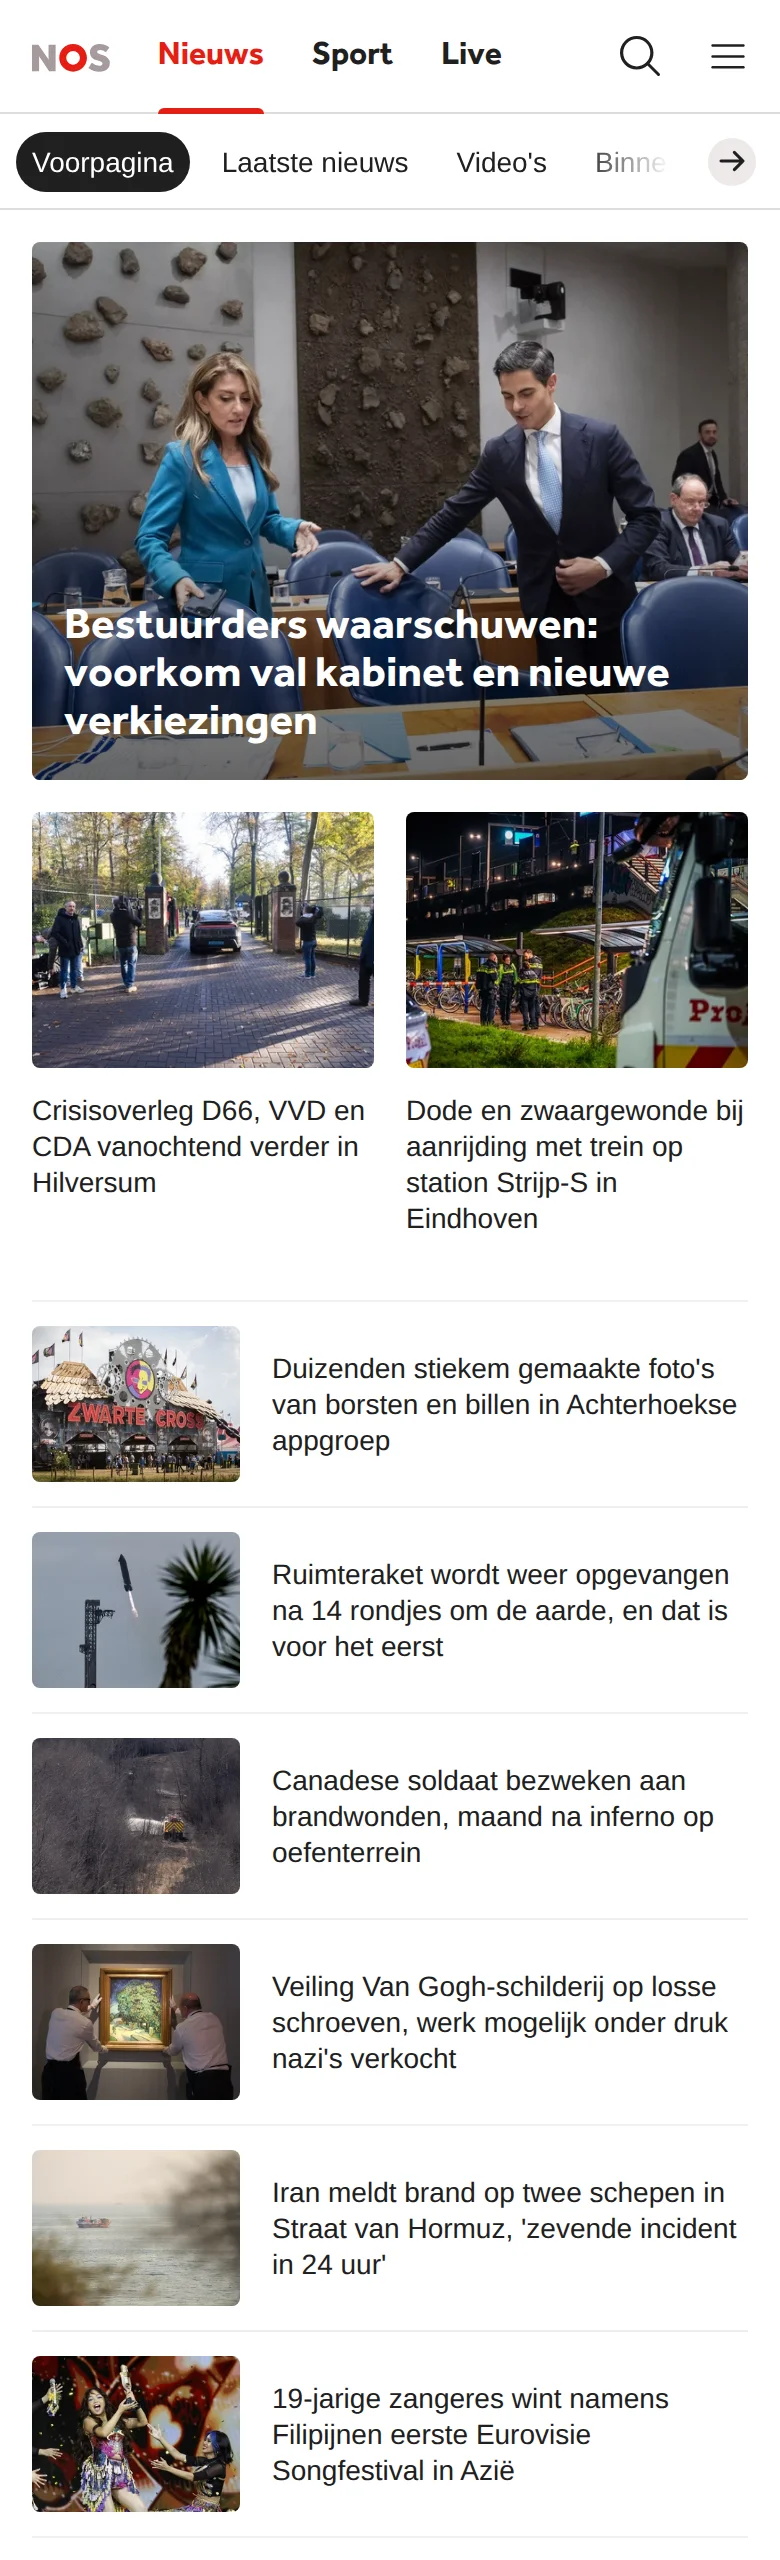 NOS
Nieuws
Sport
Live
Voorpagina
Laatste nieuws
Video's
Binne
Bestuurders waarschuwen:
voorkom val kabinet en nieuwe
verkiezingen
Pro
Crisisoverleg D66, VVD en
CDA vanochtend verder in
Hilversum
Dode en zwaargewonde bij
aanrijding met trein op
station Strijp-S in
Eindhoven
ZWARTE CROSS
Duizenden stiekem gemaakte foto's
van borsten en billen in Achterhoekse
appgroep
Ruimteraket wordt weer opgevangen
na 14 rondjes om de aarde, en dat is
voor het eerst
Canadese soldaat bezweken aan
brandwonden, maand na inferno op
oefenterrein
Veiling Van Gogh-schilderij op losse
schroeven, werk mogelijk onder druk
nazi's verkocht
Iran meldt brand op twee schepen in
Straat van Hormuz, 'zevende incident
in 24 uur'
19-jarige zangeres wint namens
Filipijnen eerste Eurovisie
Songfestival in Azië